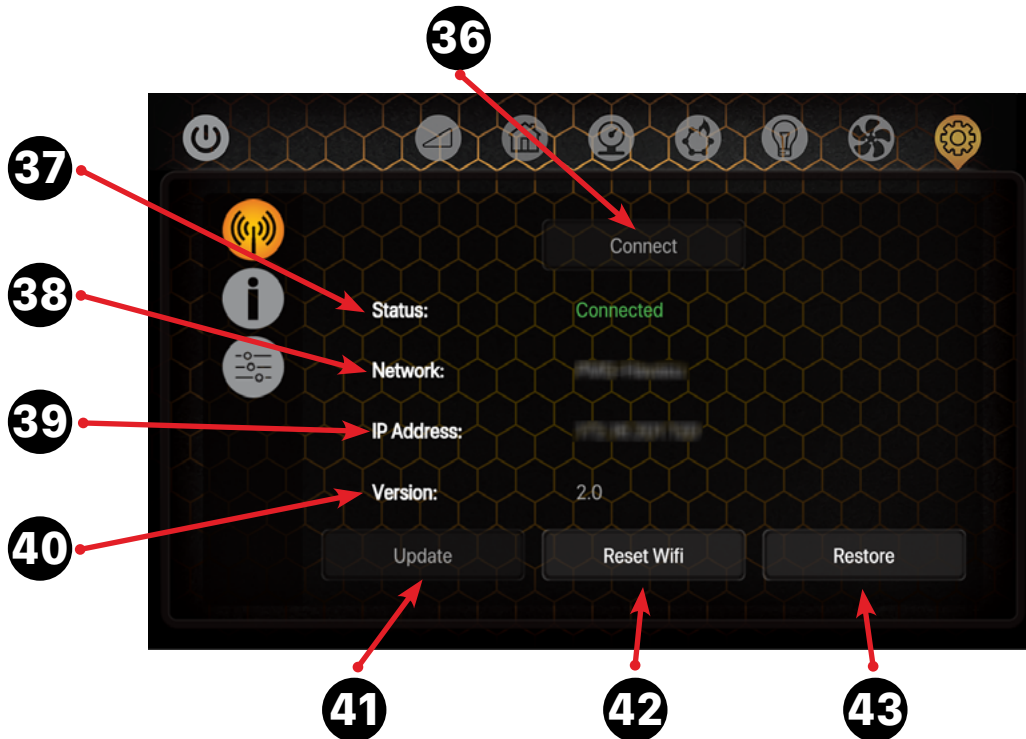 36
37
Connect
38
Status: Connected
Network:
39
IP Address:
Version: 2.0
40
Update Reset Wifi Restore
41 42 43